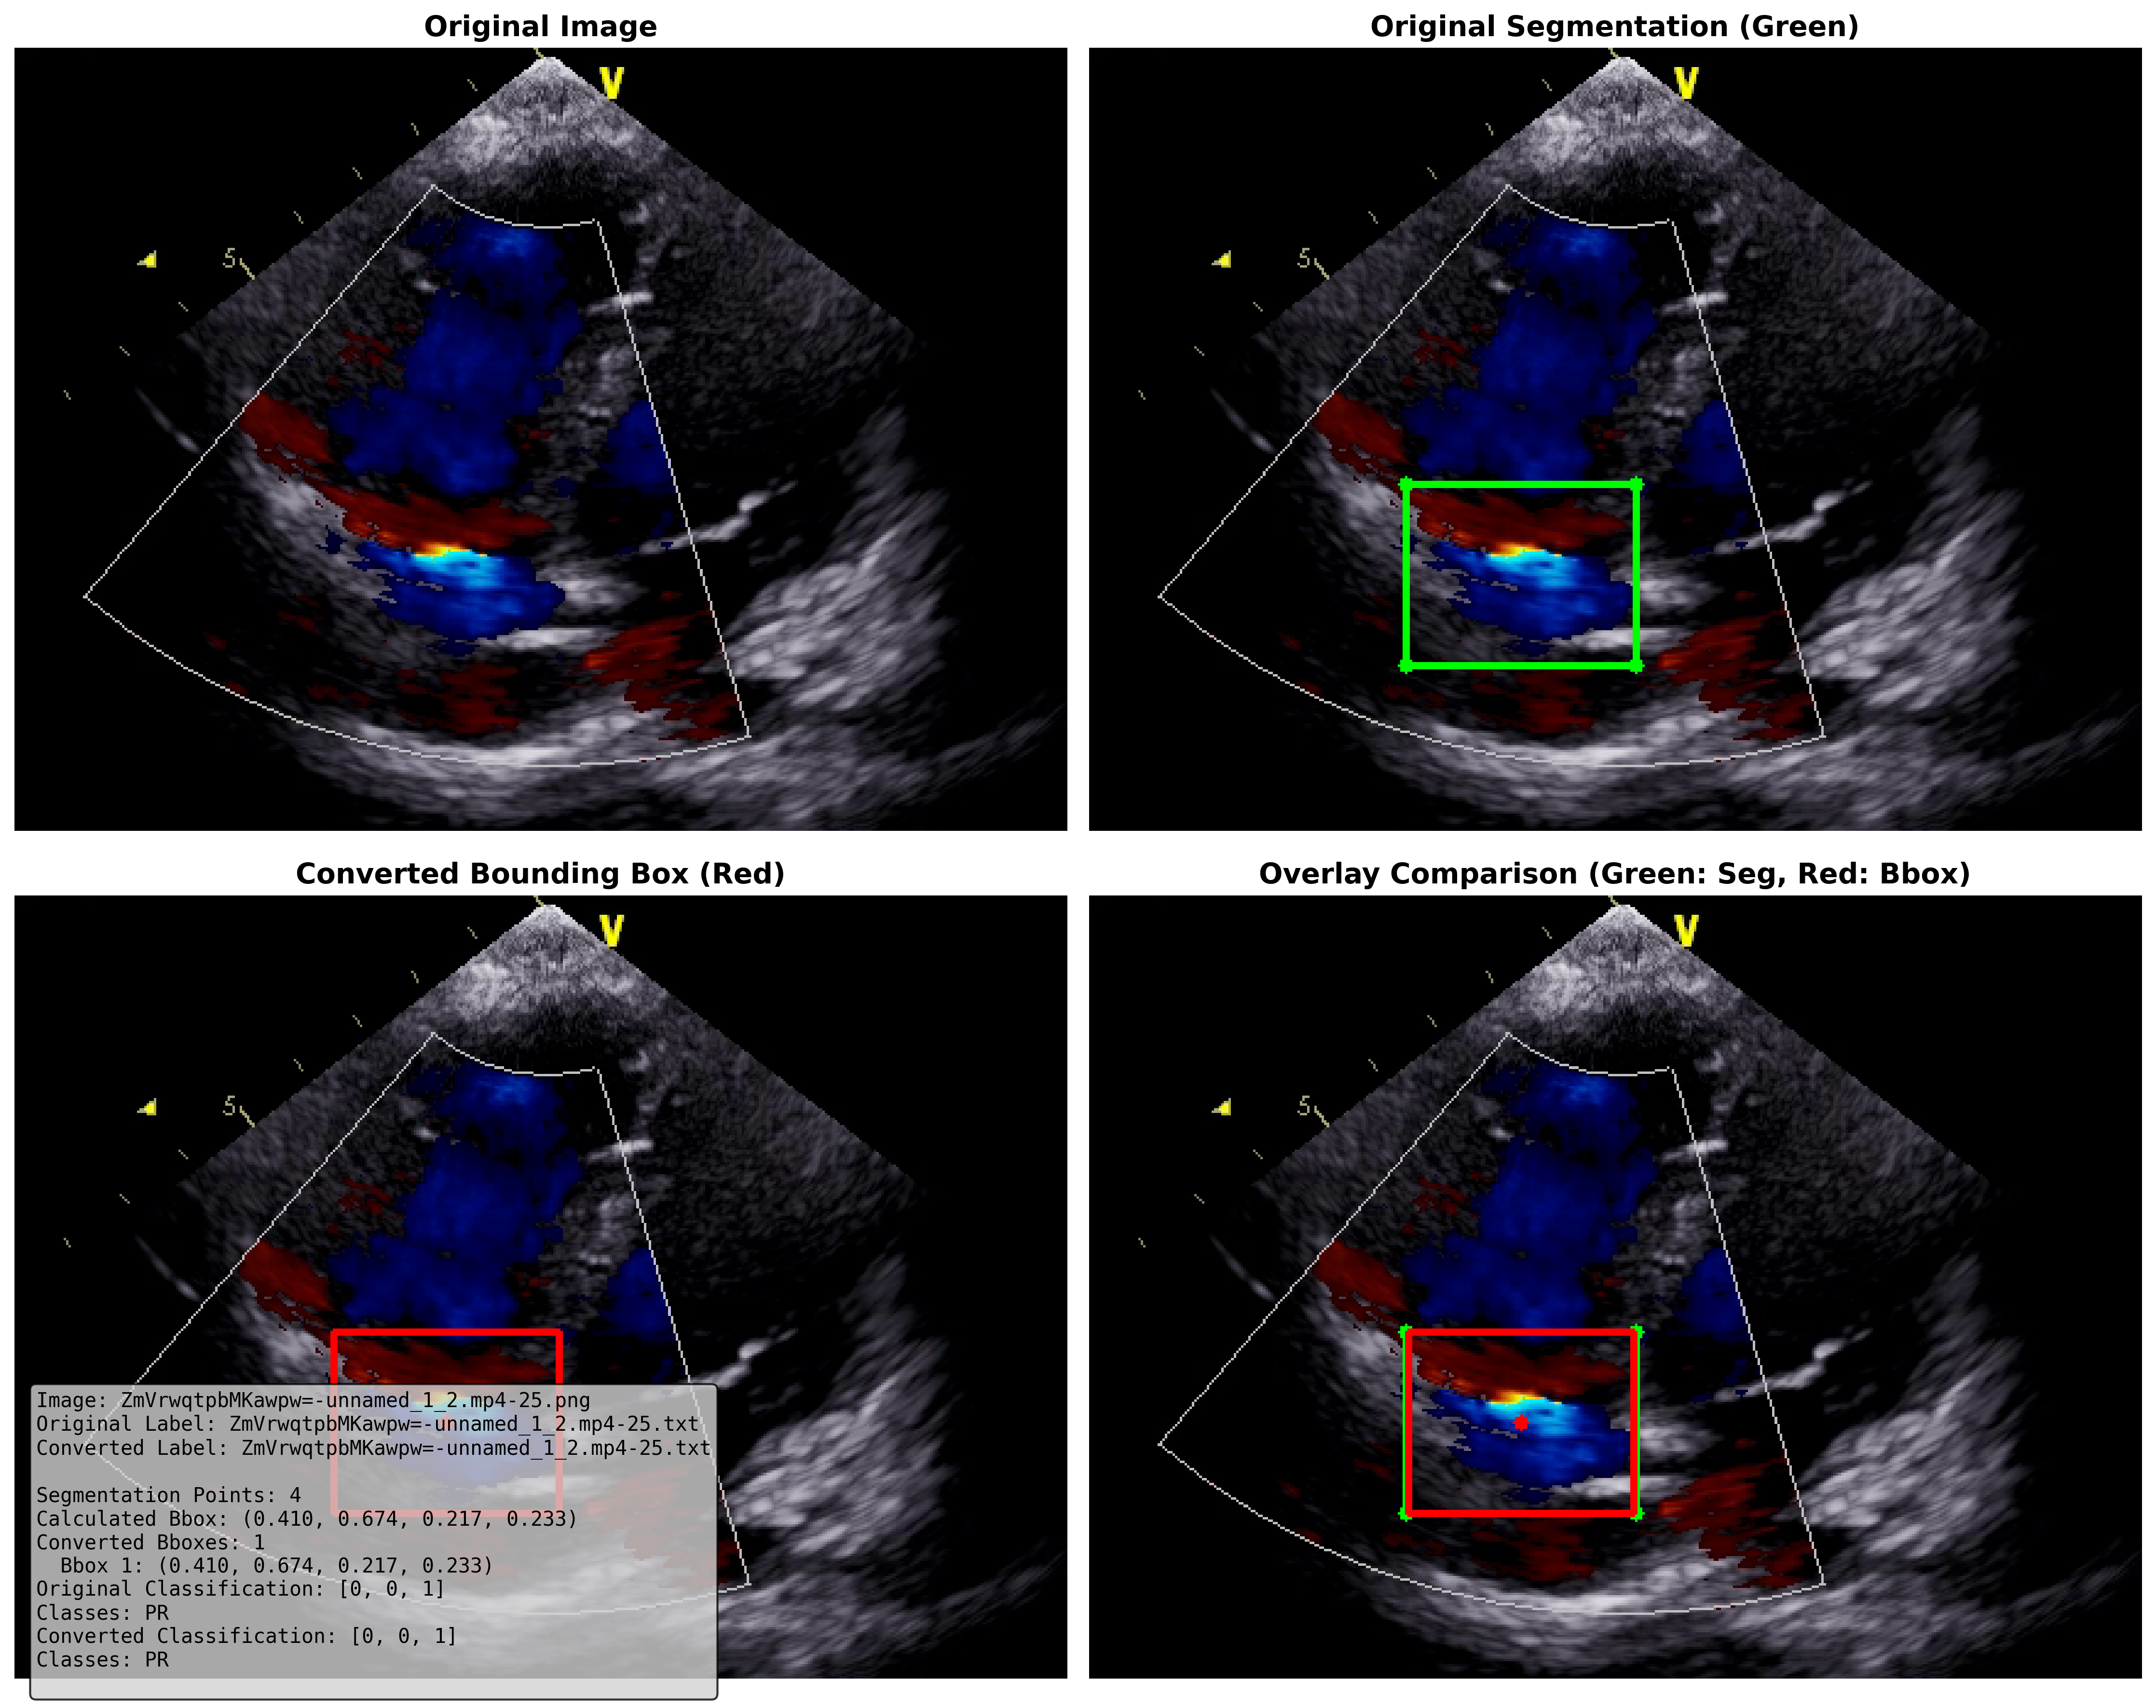 Original Image
Original Segmentation (Green)
V
5
V
5
Converted Bounding Box (Red)
Overlay Comparison (Green: Seg, Red: Bbox)
V
5
V
5
Image: ZmVrwqtpbMKawpw=-unnamed_1_2.mp4-25.png
Original Label: ZmVrwqtpbMKawpw=-unnamed_1_2.mp4-25.txt
Converted Label: ZmVrwqtpbMKawpw=-unnamed_1_2.mp4-25.txt
Segmentation Points: 4
Calculated Bbox: (0.410, 0.674, 0.217, 0.233)
Converted Bboxes: 1
Bbox 1: (0.410, 0.674, 0.217, 0.233)
Original Classification: [0, 0, 1]
Classes: PR
Converted Classification: [0, 0, 1]
Classes: PR